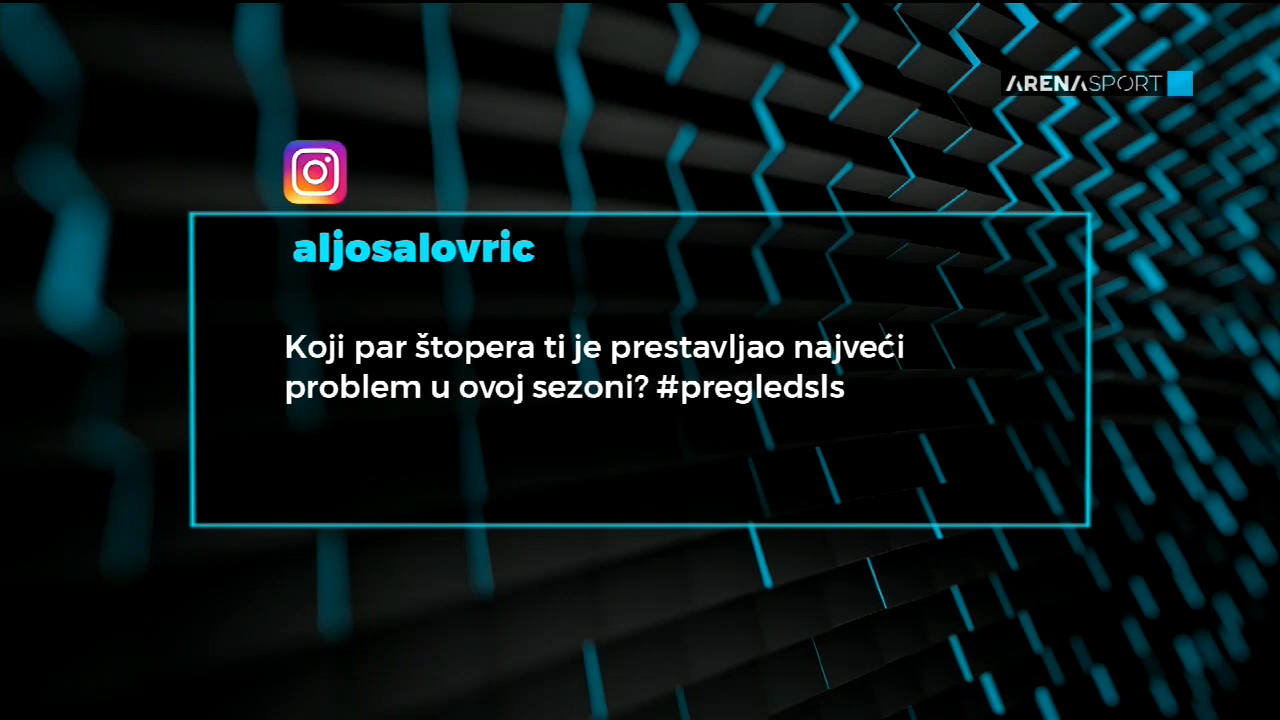 ARENASPORT
aljosalovric
Koji par štopera ti je prestavljao najveći
problem u ovoj sezoni? #pregledsls